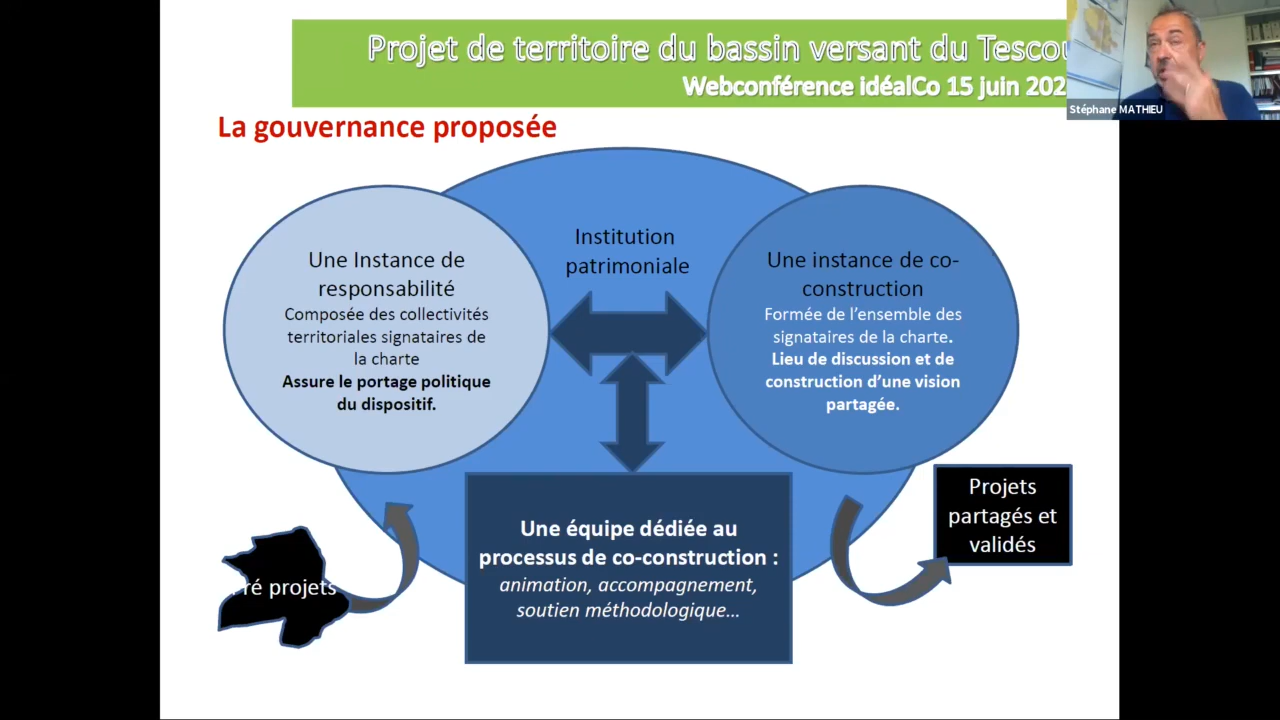 Projet de territoire du bassin versant du Tescou
Webconférence idéalCo 15 juin 202
Stéphane MATHIEU
La gouvernance proposée
Institution
patrimoniale
Une Instance de
responsabilité
Composée des collectivités
territoriales signataires de
la charte
Assure le portage politique
du dispositif.
Une instance de co-
construction
Formée de l’ensemble des
signataires de la charte.
Lieu de discussion et de
construction d’une vision
partagée.
Une équipe dédiée au
processus de co-construction :
animation, accompagnement,
soutien méthodologique…
Pré projets
Projets
partagés et
validés